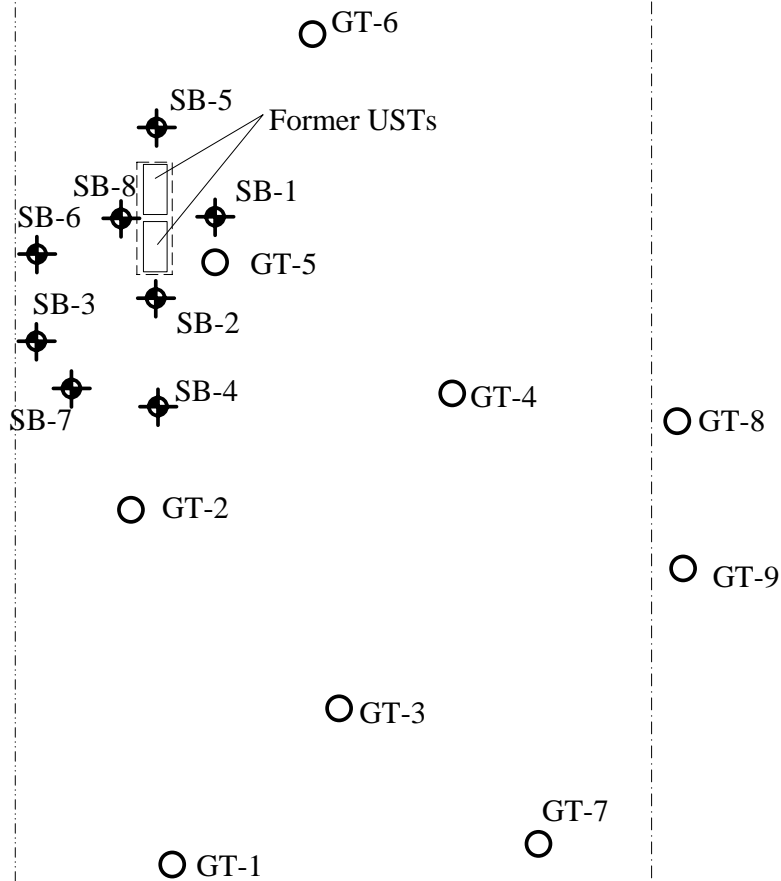 GT-6
SB-5
Former USTs
SB-8
SB-1
SB-6
GT-5
SB-3
SB-2
SB-4
GT-4
SB-7
GT-8
GT-2
GT-9
GT-3
GT-7
GT-1